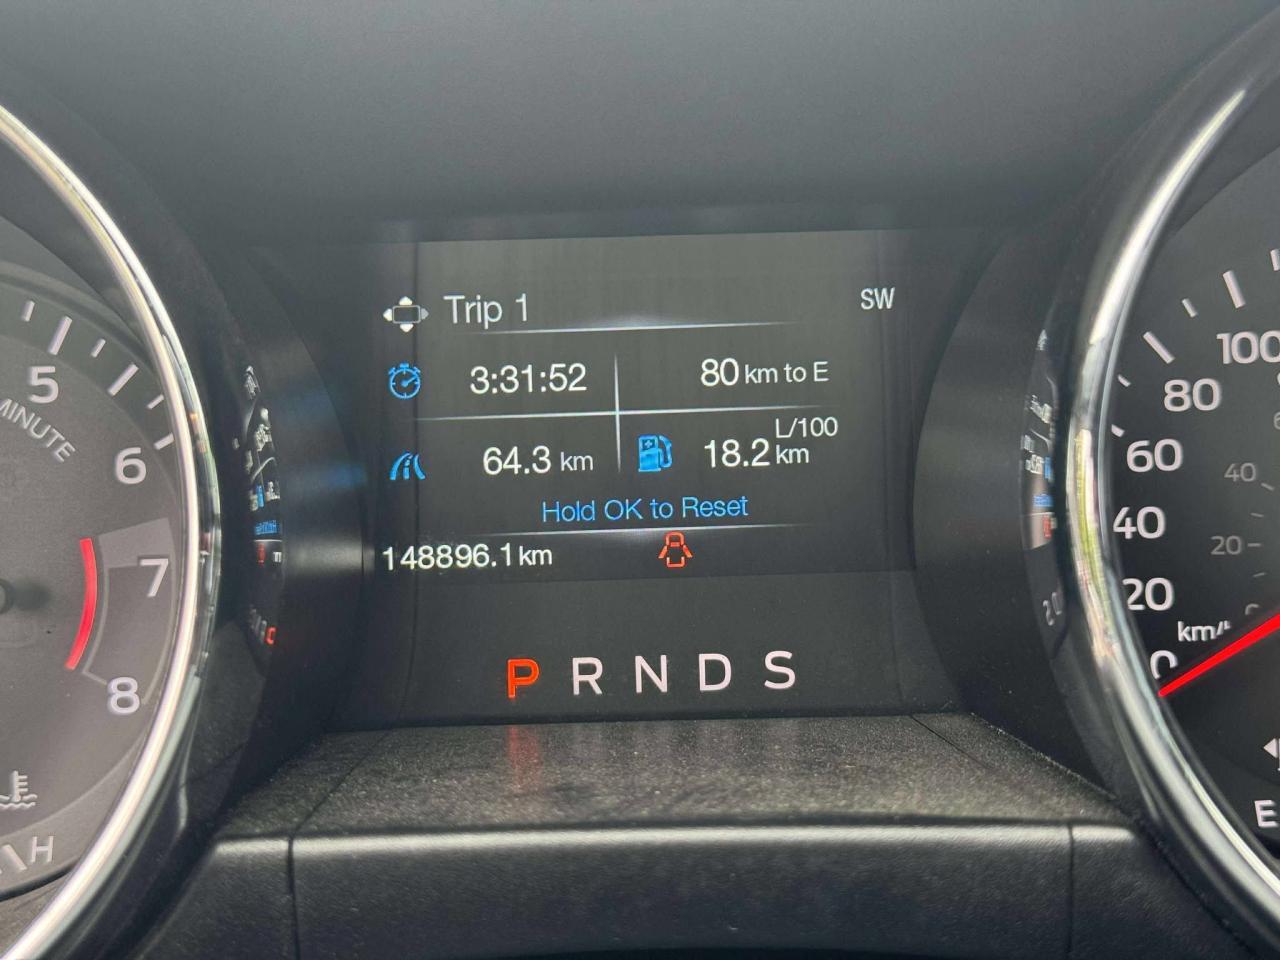 Trip 1
SW
3:31:52
80 km to E
64.3 km
18.2 L/100 km
Hold OK to Reset
148896.1 km
P R N D S
5
MINUTE
6
7
8
H
100
80
60
40
20
0
km/
40
20
0
E